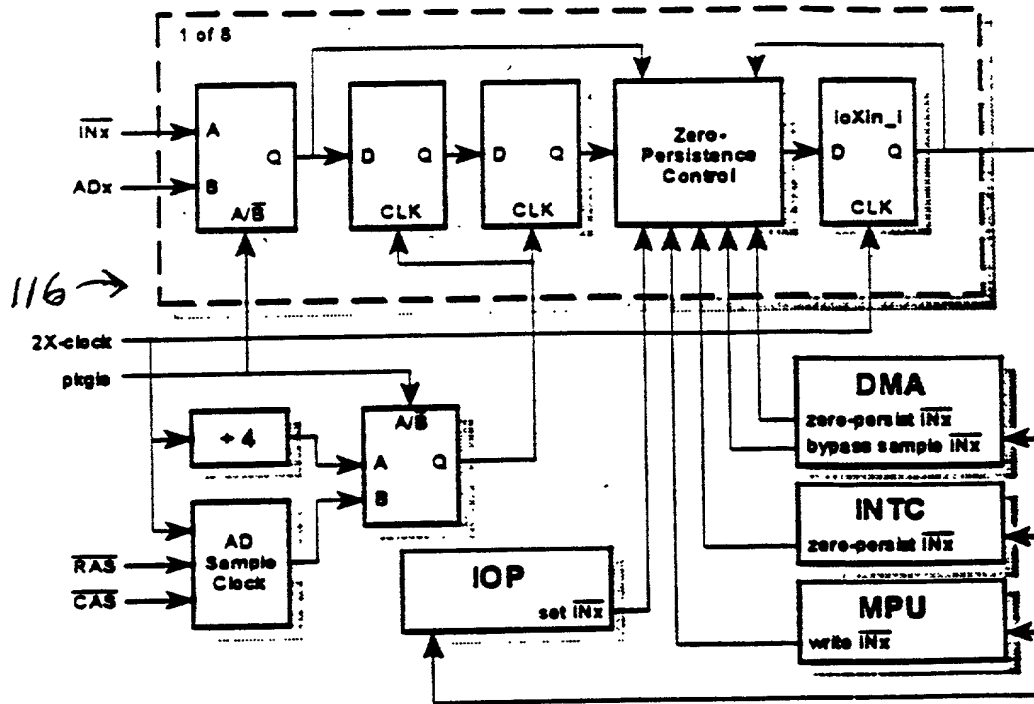 1 of 8
INx
ADx
A
B
Q
A/B
D
Q
CLK
D
Q
CLK
Zero-
Persistence
Control
ioXin_i
D
Q
CLK
116
2X-clock
pkgio
÷ 4
A/B
A
B
Q
RAS
CAS
AD
Sample
Clock
IOP
set INx
DMA
zero-persist INx
bypass sample INx
INTC
zero-persist INx
MPU
write INx